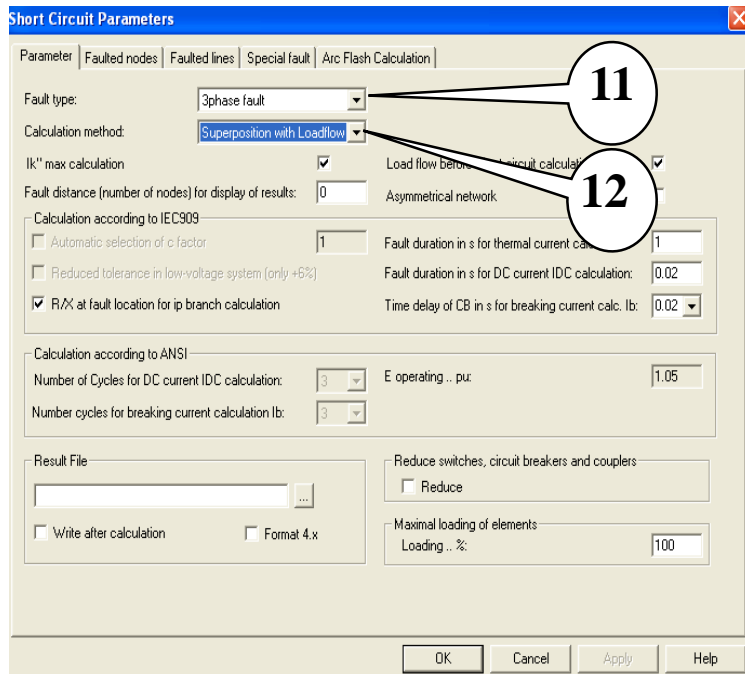 Short Circuit Parameters
Parameter Faulted nodes Faulted lines Special fault Arc Flash Calculation
Fault type: 3phase fault 11
Calculation method: Superposition with Loadflow
Ik'' max calculation Load flow before circuit calculati
Fault distance (number of nodes) for display of results: 0 Asymmetrical network 12
Calculation according to IEC909
Automatic selection of c factor 1 Fault duration in s for thermal current calc 1
Reduced tolerance in low-voltage system (only +6%) Fault duration in s for DC current IDC calculation: 0.02
R/X at fault location for ip branch calculation Time delay of CB in s for breaking current calc. Ib: 0.02
Calculation according to ANSI
Number of Cycles for DC current IDC calculation: 3 E operating .. pu: 1.05
Number cycles for breaking current calculation Ib: 3
Result File Reduce switches, circuit breakers and couplers
... Reduce
Write after calculation Format 4.x Maximal loading of elements
Loading .. %: 100
OK Cancel Apply Help